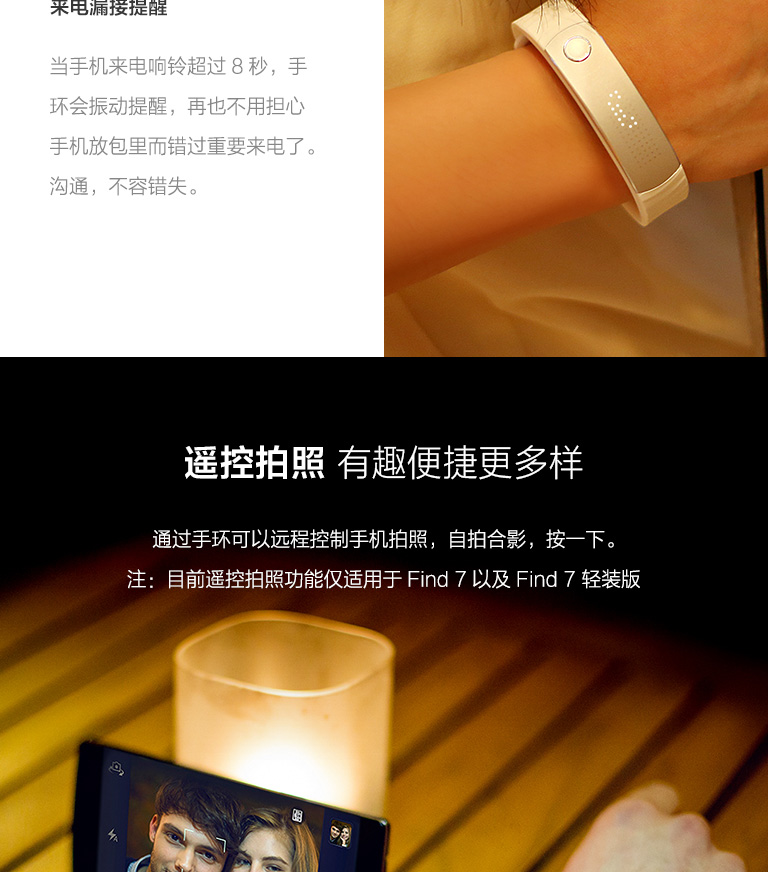 来电漏接提醒
当手机来电响铃超过 8 秒，手
环会振动提醒，再也不用担心
手机放包里而错过重要来电了。
沟通，不容错失。
遥控拍照 有趣便捷更多样
通过手环可以远程控制手机拍照，自拍合影，按一下。
注：目前遥控拍照功能仅适用于 Find 7 以及 Find 7 轻装版